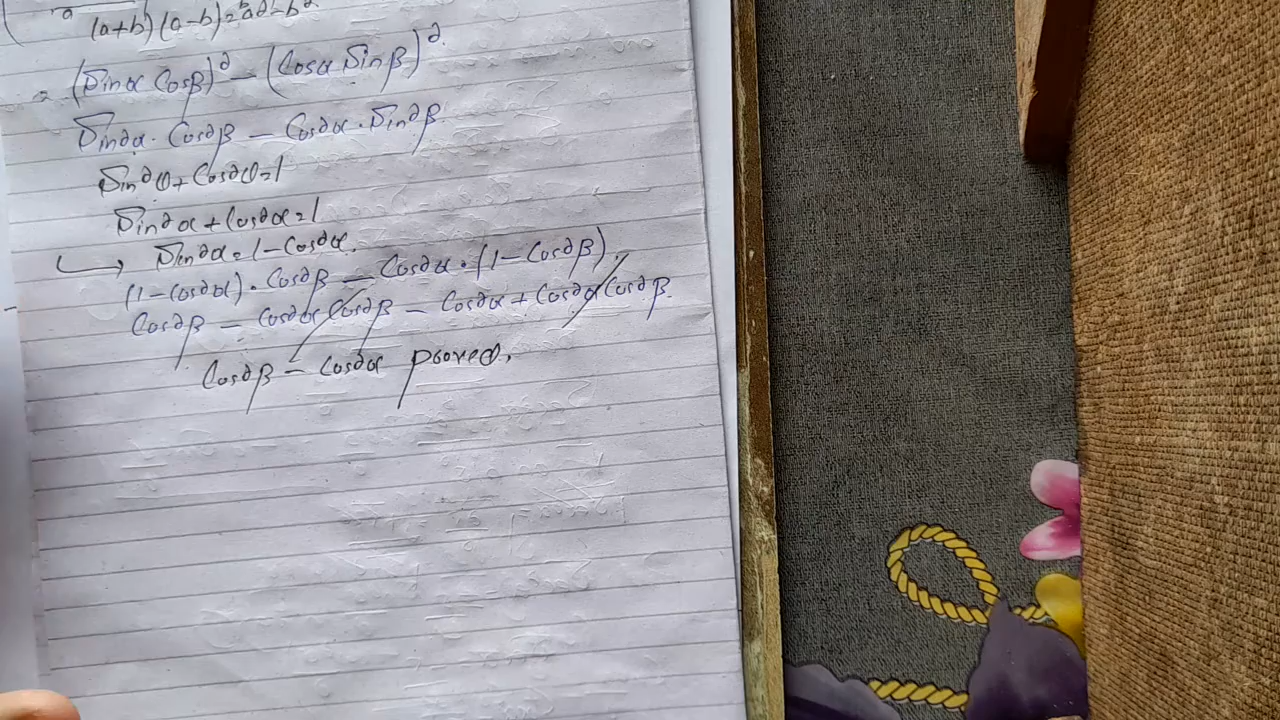 (a+b)(a-b)=a²-b²
= (Sinα Cosβ)² - (Cosα Sinβ)²
Sin²α. Cos²β - Cos²α. Sin²β
Sin²θ + Cos²θ=1
Sin²α + Cos²α=1
Sin²α=1-Cos²α.
(1-Cos²α). Cos²β - Cos²α. (1-Cos²β)
Cos²β - Cos²α Cos²β - Cos²α + Cos²α Cos²β
Cos²β - Cos²α proved.